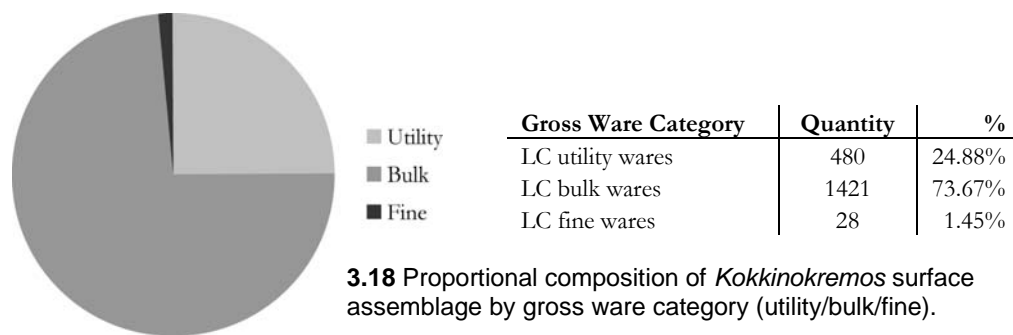 Utility
Bulk
Fine
Gross Ware Category Quantity %
LC utility wares 480 24.88%
LC bulk wares 1421 73.67%
LC fine wares 28 1.45%
3.18 Proportional composition of Kokkinokremos surface
assemblage by gross ware category (utility/bulk/fine).